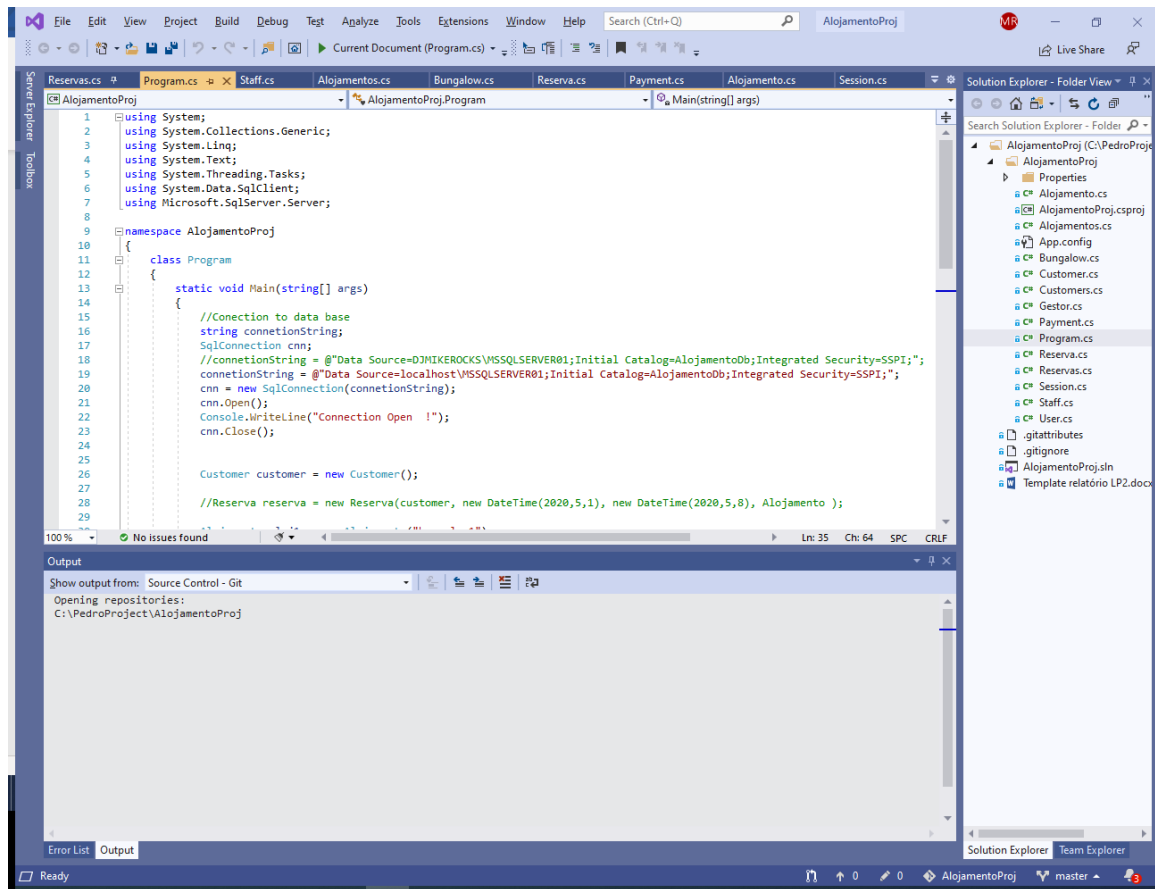 File Edit View Project Build Debug Test Analyze Tools Extensions Window Help Search (Ctrl+Q) AlojamentoProj MR
Current Document (Program.cs) Live Share
Server Explorer
Toolbox
Reservas.cs Program.cs Staff.cs Alojamentos.cs Bungalow.cs Reserva.cs Payment.cs Alojamento.cs Session.cs
AlojamentoProj AlojamentoProj.Program Main(string[] args)
1 using System;
2 using System.Collections.Generic;
3 using System.Linq;
4 using System.Text;
5 using System.Threading.Tasks;
6 using System.Data.SqlClient;
7 using Microsoft.SqlServer.Server;
8
9 namespace AlojamentoProj
10 {
11 class Program
12 {
13 static void Main(string[] args)
14 {
15 //Conection to data base
16 string connetionString;
17 SqlConnection cnn;
18 //connetionString = @"Data Source=DJMIKEROCKS\MSSQLSERVER01;Initial Catalog=AlojamentoDb;Integrated Security=SSPI;";
19 connetionString = @"Data Source=localhost\MSSQLSERVER01;Initial Catalog=AlojamentoDb;Integrated Security=SSPI;";
20 cnn = new SqlConnection(connetionString);
21 cnn.Open();
22 Console.WriteLine("Connection Open  !");
23 cnn.Close();
24
25
26 Customer customer = new Customer();
27
28 //Reserva reserva = new Reserva(customer, new DateTime(2020,5,1), new DateTime(2020,5,8), Alojamento );
29
100 % No issues found Ln: 35 Ch: 64 SPC CRLF
Output
Show output from: Source Control - Git
Opening repositories:
C:\PedroProject\AlojamentoProj
Error List Output
Solution Explorer - Folder View
Search Solution Explorer - Folder
AlojamentoProj (C:\PedroProje
AlojamentoProj
Properties
C# Alojamento.cs
C# AlojamentoProj.csproj
C# Alojamentos.cs
App.config
C# Bungalow.cs
C# Customer.cs
C# Customers.cs
C# Gestor.cs
C# Payment.cs
C# Program.cs
C# Reserva.cs
C# Reservas.cs
C# Session.cs
C# Staff.cs
C# User.cs
.gitattributes
.gitignore
AlojamentoProj.sln
Template relatório LP2.docx
Solution Explorer Team Explorer
Ready 0 0 AlojamentoProj master 3